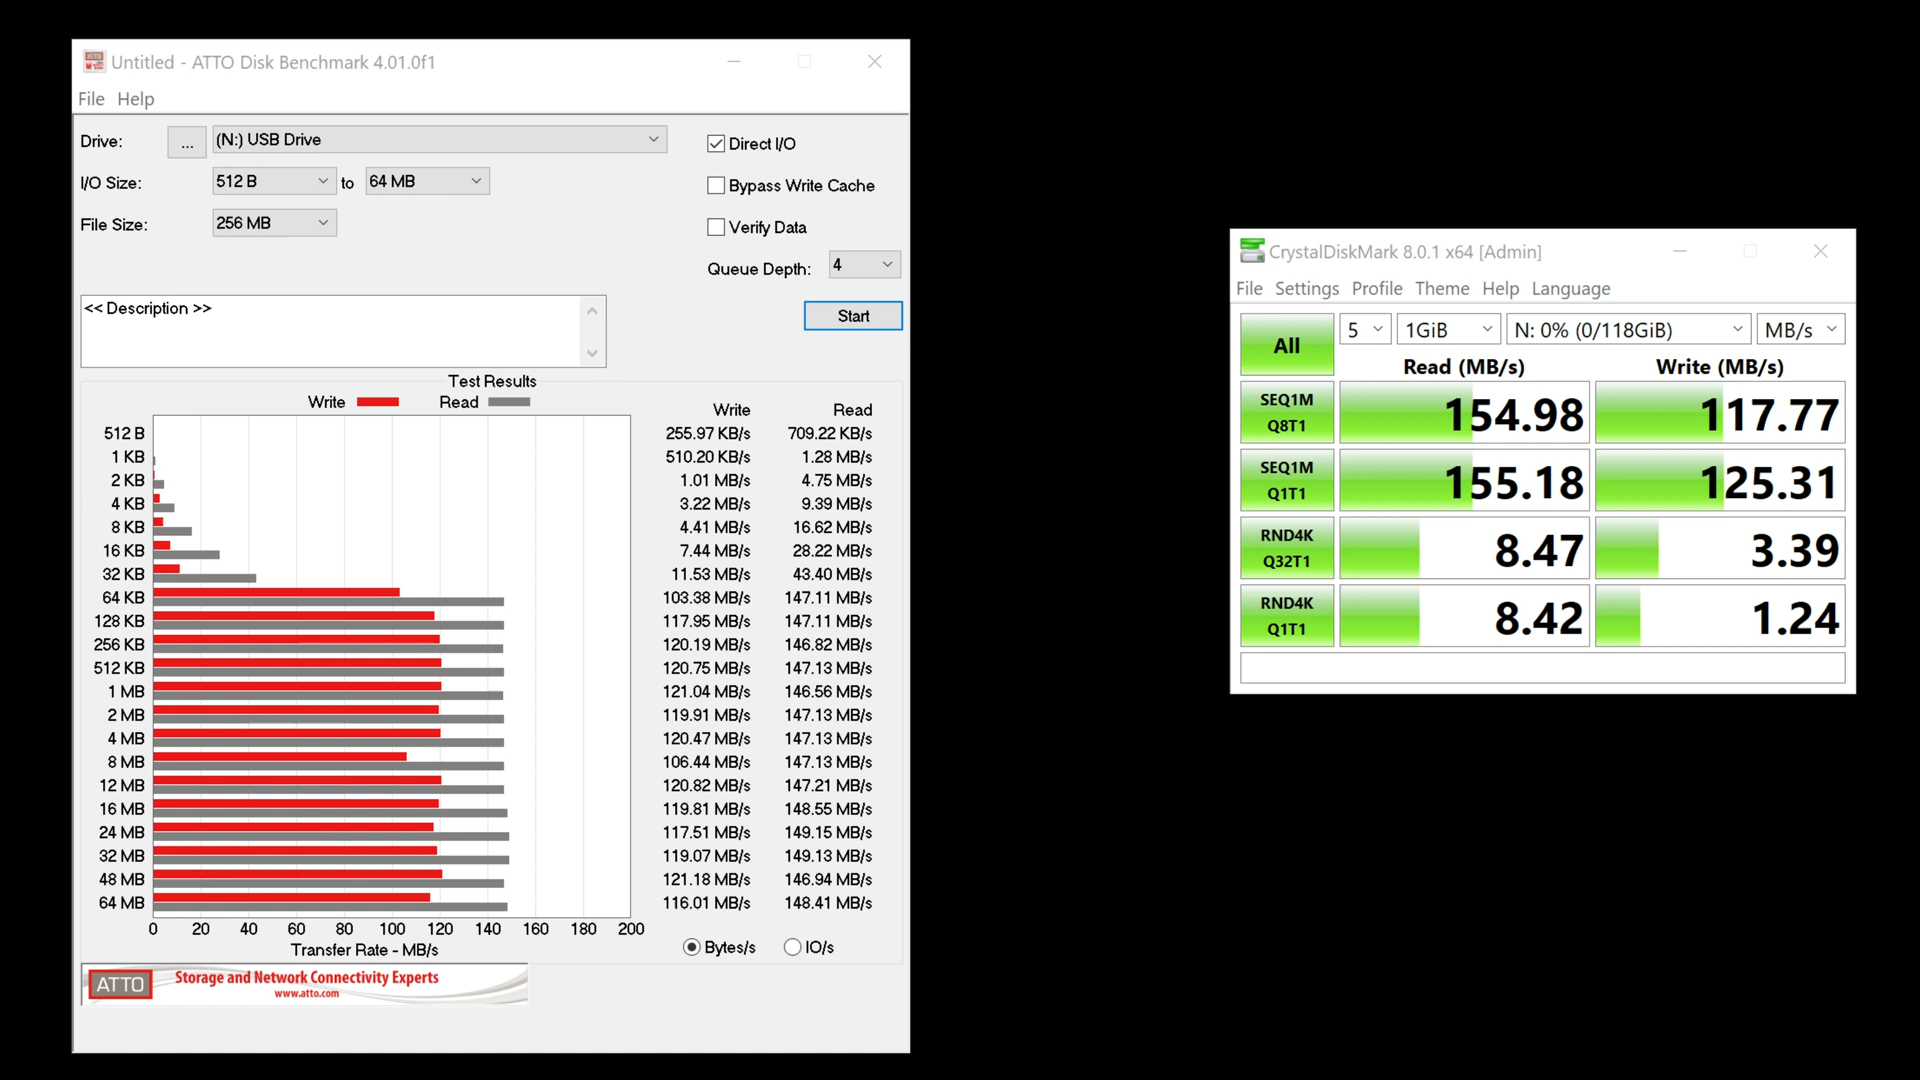 Untitled - ATTO Disk Benchmark 4.01.0f1
File Help
Drive: ... (N:) USB Drive
Direct I/O
I/O Size: 512 B to 64 MB
Bypass Write Cache
File Size: 256 MB
Verify Data
Queue Depth: 4
<< Description >>
Start
Test Results
Write Read
Write Read
512 B 255.97 KB/s 709.22 KB/s
1 KB 510.20 KB/s 1.28 MB/s
2 KB 1.01 MB/s 4.75 MB/s
4 KB 3.22 MB/s 9.39 MB/s
8 KB 4.41 MB/s 16.62 MB/s
16 KB 7.44 MB/s 28.22 MB/s
32 KB 11.53 MB/s 43.40 MB/s
64 KB 103.38 MB/s 147.11 MB/s
128 KB 117.95 MB/s 147.11 MB/s
256 KB 120.19 MB/s 146.82 MB/s
512 KB 120.75 MB/s 147.13 MB/s
1 MB 121.04 MB/s 146.56 MB/s
2 MB 119.91 MB/s 147.13 MB/s
4 MB 120.47 MB/s 147.13 MB/s
8 MB 106.44 MB/s 147.13 MB/s
12 MB 120.82 MB/s 147.21 MB/s
16 MB 119.81 MB/s 148.55 MB/s
24 MB 117.51 MB/s 149.15 MB/s
32 MB 119.07 MB/s 149.13 MB/s
48 MB 121.18 MB/s 146.94 MB/s
64 MB 116.01 MB/s 148.41 MB/s
0 20 40 60 80 100 120 140 160 180 200
Transfer Rate - MB/s
Bytes/s IO/s
ATTO Storage and Network Connectivity Experts
www.atto.com
CrystalDiskMark 8.0.1 x64 [Admin]
File Settings Profile Theme Help Language
All 5 1GiB N: 0% (0/118GiB) MB/s
Read (MB/s) Write (MB/s)
SEQ1M
Q8T1
154.98 117.77
SEQ1M
Q1T1
155.18 125.31
RND4K
Q32T1
8.47 3.39
RND4K
Q1T1
8.42 1.24